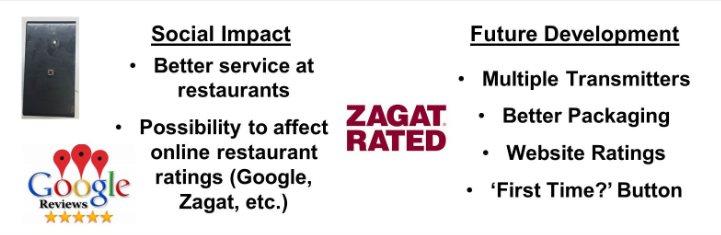 Social Impact
• Better service at
restaurants
• Possibility to affect
online restaurant
ratings (Google,
Zagat, etc.)
Google
Reviews
ZAGAT
RATED
Future Development
• Multiple Transmitters
• Better Packaging
• Website Ratings
• ‘First Time?’ Button